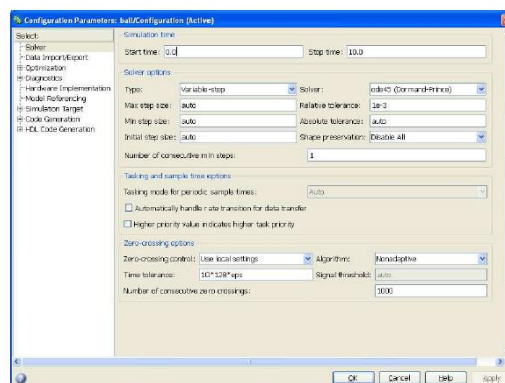 Configuration Parameters: ball/Configuration (Active)
Select:
Solver
Data Import/Export
Optimization
Diagnostics
Hardware Implementation
Model Referencing
Simulation Target
Code Generation
HDL Code Generation
Simulation time
Start time: 0.0 Stop time: 10.0
Solver options
Type: Variable-step Solver: ode45 (Dormand-Prince)
Max step size: auto Relative tolerance: 1e-3
Min step size: auto Absolute tolerance: auto
Initial step size: auto Shape preservation: Disable All
Number of consecutive min steps: 1
Tasking and sample time options
Tasking mode for periodic sample times: Auto
Automatically handle rate transition for data transfer
Higher priority value indicates higher task priority
Zero-crossing options
Zero-crossing control: Use local settings Algorithm: Nonadaptive
Time tolerance: 10*128*eps Signal threshold: auto
Number of consecutive zero crossings: 1000
OK Cancel Help Apply